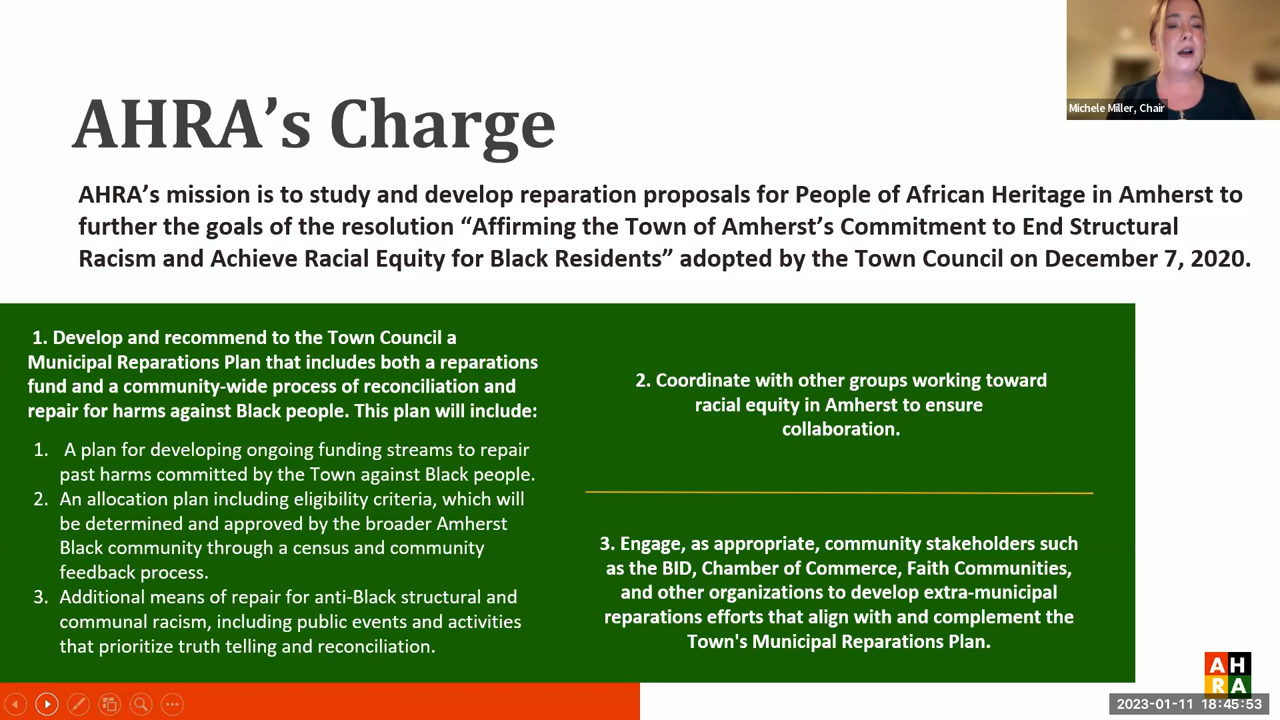 Michele Miller, Chair
AHRA’s Charge
AHRA’s mission is to study and develop reparation proposals for People of African Heritage in Amherst to
further the goals of the resolution “Affirming the Town of Amherst’s Commitment to End Structural
Racism and Achieve Racial Equity for Black Residents” adopted by the Town Council on December 7, 2020.
1. Develop and recommend to the Town Council a
Municipal Reparations Plan that includes both a reparations
fund and a community-wide process of reconciliation and
repair for harms against Black people. This plan will include:
1. A plan for developing ongoing funding streams to repair
past harms committed by the Town against Black people.
2. An allocation plan including eligibility criteria, which will
be determined and approved by the broader Amherst
Black community through a census and community
feedback process.
3. Additional means of repair for anti-Black structural and
communal racism, including public events and activities
that prioritize truth telling and reconciliation.
2. Coordinate with other groups working toward
racial equity in Amherst to ensure
collaboration.
3. Engage, as appropriate, community stakeholders such
as the BID, Chamber of Commerce, Faith Communities,
and other organizations to develop extra-municipal
reparations efforts that align with and complement the
Town's Municipal Reparations Plan.
AH
RA
2023-01-11 18:45:53